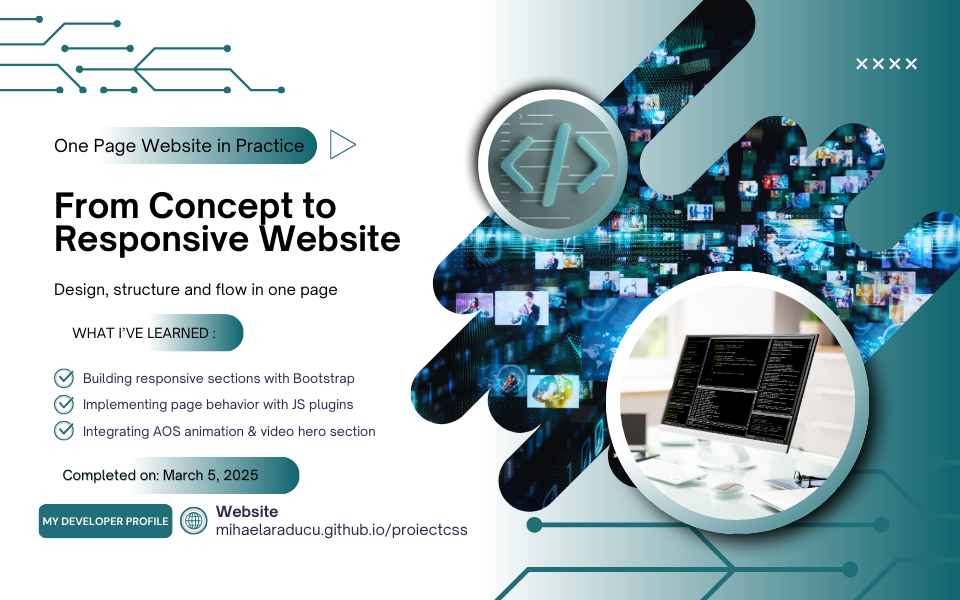 One Page Website in Practice
From Concept to
Responsive Website
Design, structure and flow in one page
WHAT I'VE LEARNED :
Building responsive sections with Bootstrap
Implementing page behavior with JS plugins
Integrating AOS animation & video hero section
Completed on: March 5, 2025
MY DEVELOPER PROFILE
Website
mihaelaraducu.github.io/proiectcss